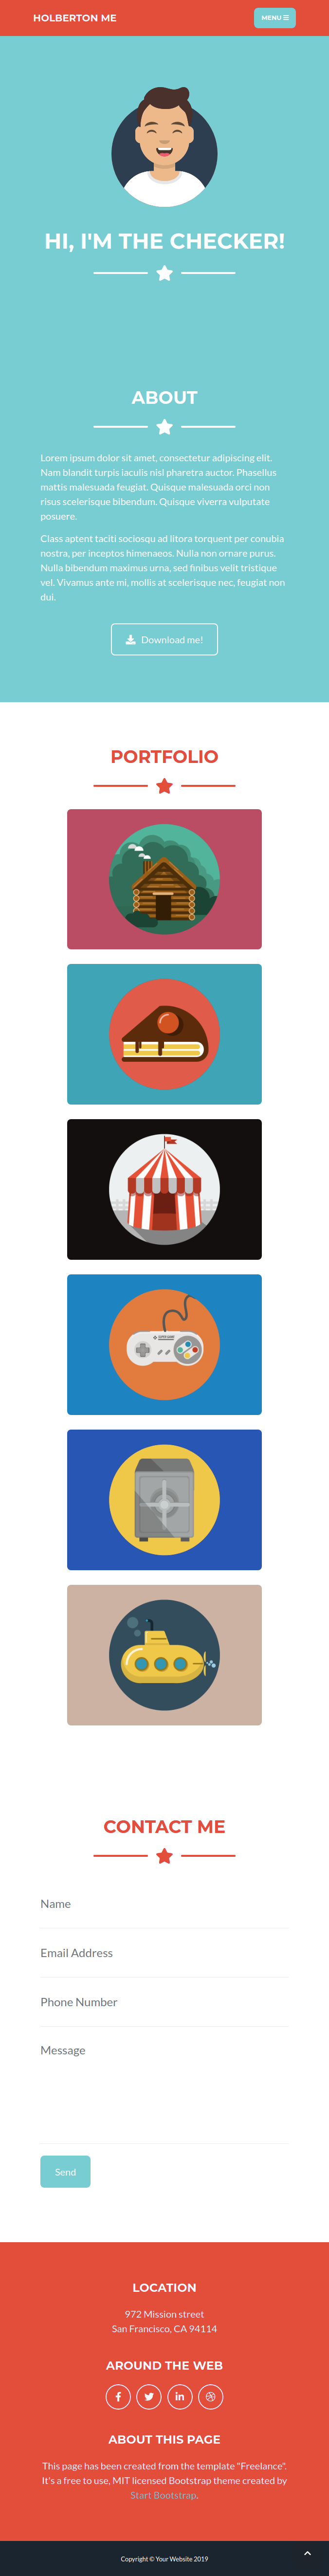 HOLBERTON ME
MENU
HI, I'M THE CHECKER!
ABOUT
Lorem ipsum dolor sit amet, consectetur adipiscing elit.
Nam blandit turpis iaculis nisl pharetra auctor. Phasellus
mattis malesuada feugiat. Quisque malesuada orci non
risus scelerisque bibendum. Quisque viverra vulputate
posuere.
Class aptent taciti sociosqu ad litora torquent per conubia
nostra, per inceptos himenaeos. Nulla non ornare purus.
Nulla bibendum maximus urna, sed finibus velit tristique
vel. Vivamus ante mi, mollis at scelerisque nec, feugiat non
dui.
Download me!
PORTFOLIO
CONTACT ME
Name
Email Address
Phone Number
Message
Send
LOCATION
972 Mission street
San Francisco, CA 94114
AROUND THE WEB
ABOUT THIS PAGE
This page has been created from the template "Freelance".
It's a free to use, MIT licensed Bootstrap theme created by
Start Bootstrap.
Copyright © Your Website 2019